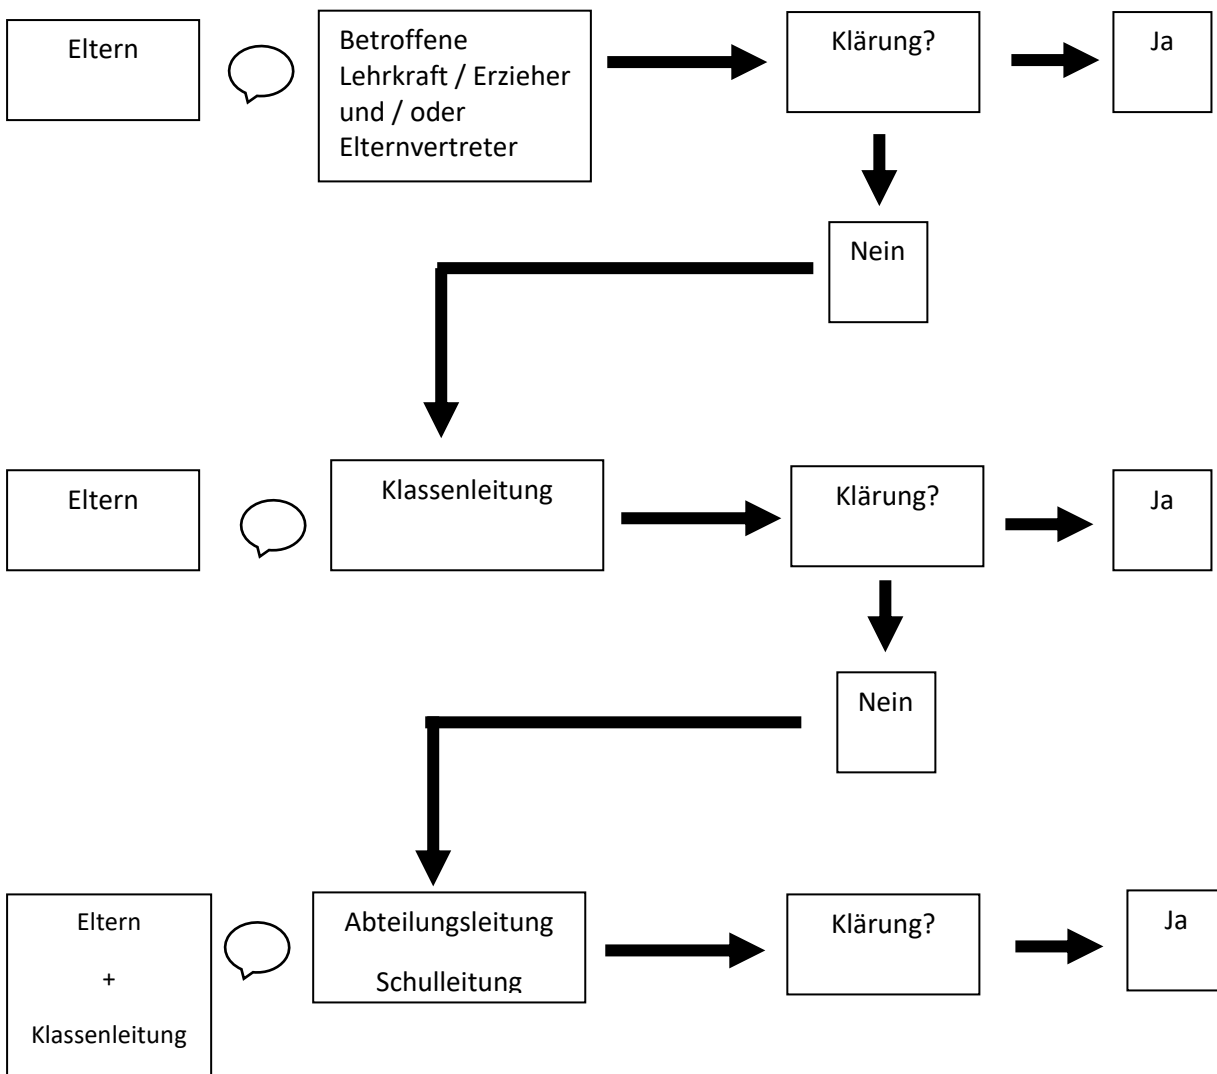 Eltern
Betroffene
Lehrkraft / Erzieher
und / oder
Elternvertreter
Klärung?
Ja
Nein
Eltern
Klassenleitung
Klärung?
Ja
Nein
Eltern
+
Klassenleitung
Abteilungsleitung
Schulleitung
Klärung?
Ja